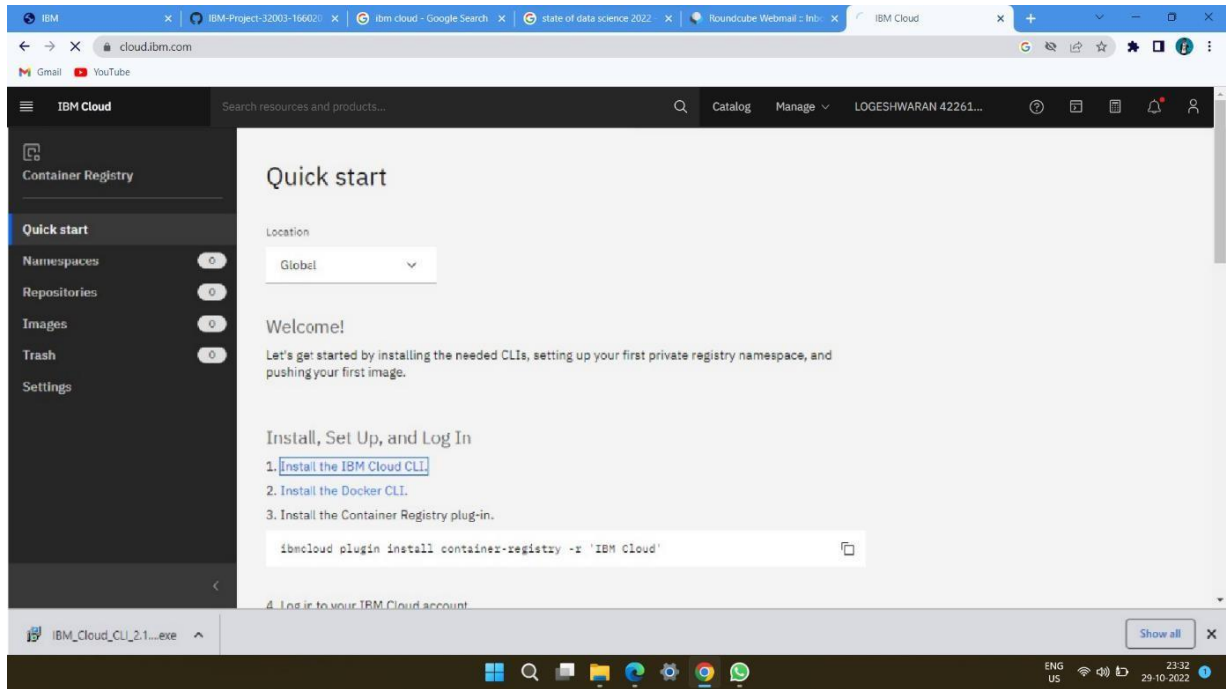 IBM
IBM-Project-32003-166020
ibm cloud - Google Search
state of data science 2022 -
Roundcube Webmail :: Inbo
IBM Cloud
cloud.ibm.com
Gmail
YouTube
IBM Cloud
Search resources and products...
Catalog
Manage
LOGESHWARAN 42261...
Container Registry
Quick start
Namespaces 0
Repositories 0
Images 0
Trash 0
Settings
Quick start
Location
Global
Welcome!
Let's get started by installing the needed CLIs, setting up your first private registry namespace, and
pushing your first image.
Install, Set Up, and Log In
1. Install the IBM Cloud CLI.
2. Install the Docker CLI.
3. Install the Container Registry plug-in.
ibmcloud plugin install container-registry -r 'IBM Cloud'
4. Log in to your IBM Cloud account
IBM_Cloud_CLI_2.1....exe
Show all
ENG
US
23:32
29-10-2022
1